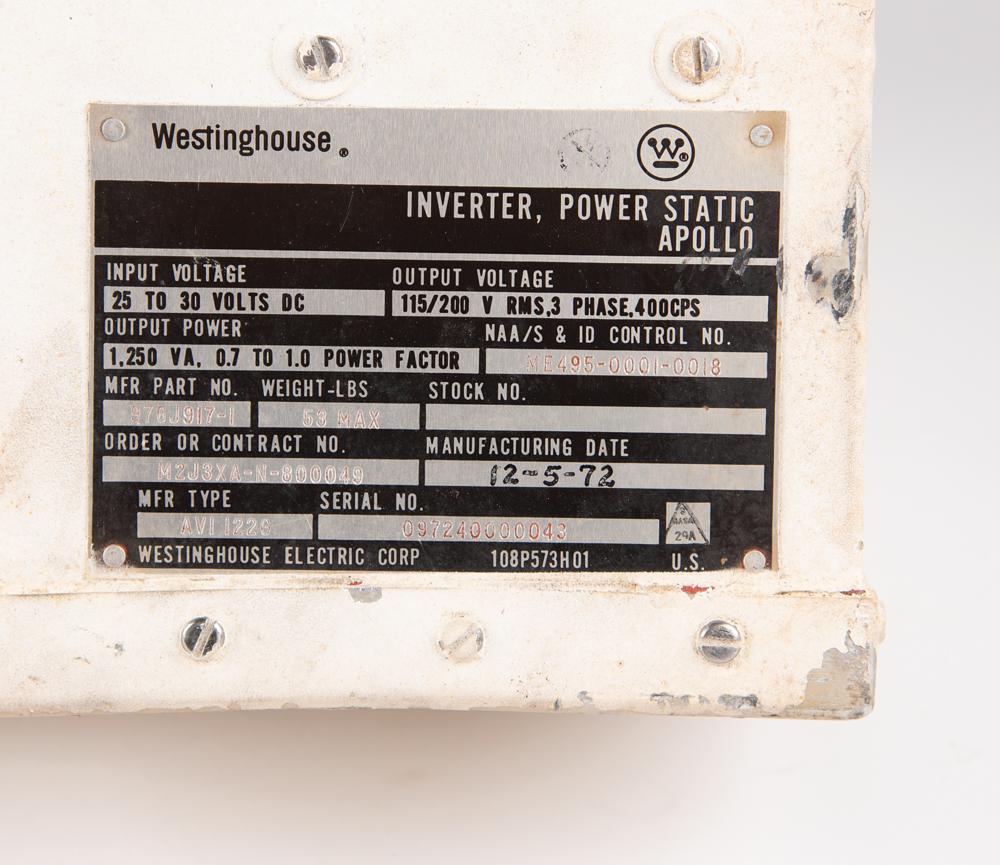 Westinghouse ®
W ®
INVERTER, POWER STATIC
APOLLO
INPUT VOLTAGE OUTPUT VOLTAGE
25 TO 30 VOLTS DC 115/200 V RMS,3 PHASE,400CPS
OUTPUT POWER NAA/S & ID CONTROL NO.
1,250 VA, 0.7 TO 1.0 POWER FACTOR ME495-0001-0018
MFR PART NO. WEIGHT-LBS STOCK NO.
976J917-1 53 MAX
ORDER OR CONTRACT NO. MANUFACTURING DATE
M2J3XA-N-800049 12-5-72
MFR TYPE SERIAL NO.
097240000043
NASA
29A
WESTINGHOUSE ELECTRIC CORP 108P573H01 U.S.